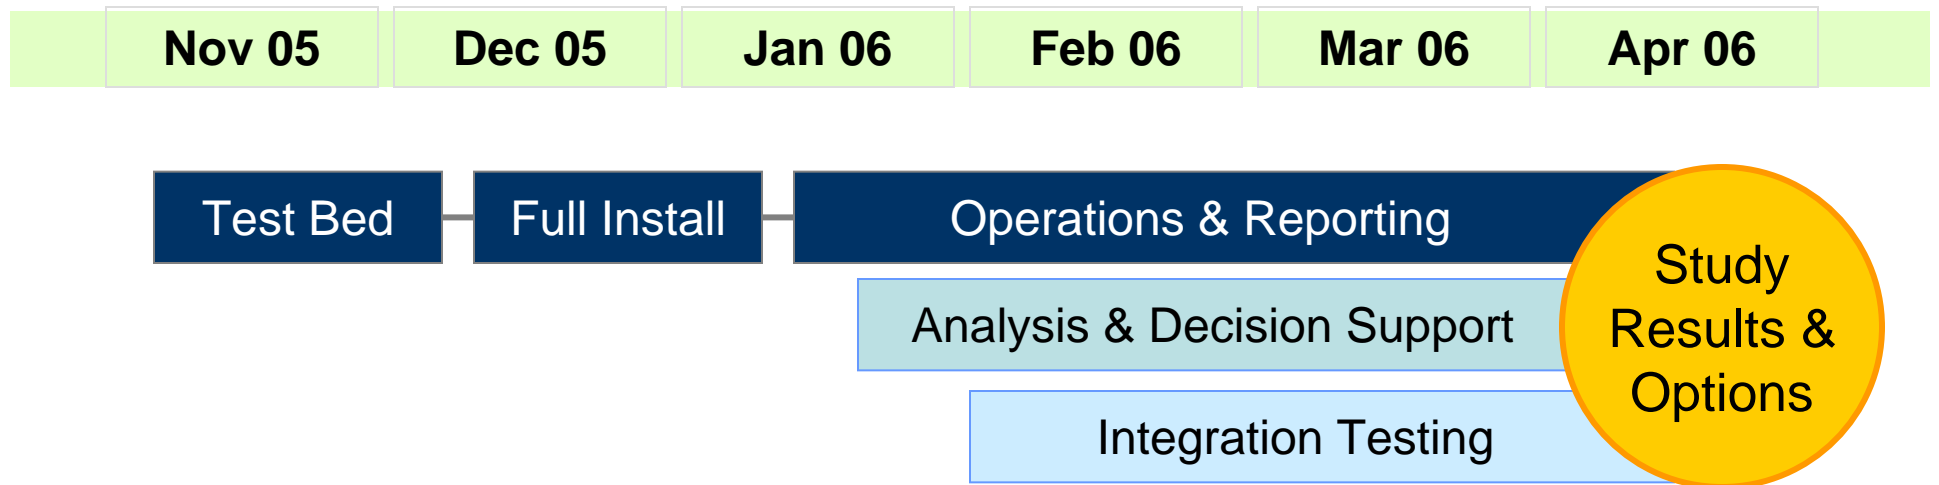 Nov 05
Dec 05
Jan 06
Feb 06
Mar 06
Apr 06
Test Bed
Full Install
Operations & Reporting
Analysis & Decision Support
Integration Testing
Study
Results &
Options